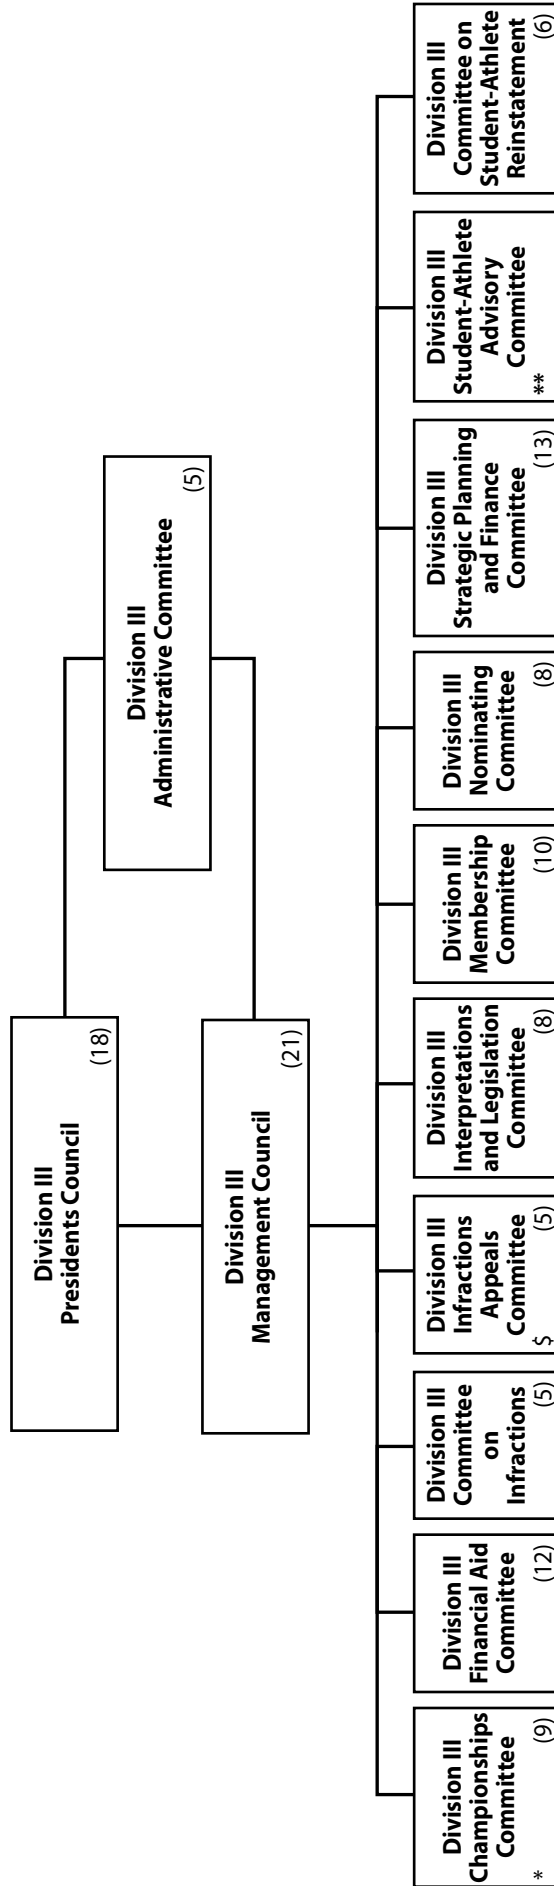 Division III
Presidents Council
(18)
Division III
Administrative Committee
(5)
Division III
Management Council
(21)
Division III
Championships
Committee
(9)
*
Division III
Financial Aid
Committee
(12)
Division III
Committee
on
Infractions
(5)
Division III
Infractions
Appeals
Committee
(5)
$
Division III
Interpretations
and Legislation
Committee
(8)
Division III
Membership
Committee
(10)
Division III
Nominating
Committee
(8)
Division III
Strategic Planning
and Finance
Committee
(13)
Division III
Student-Athlete
Advisory
Committee
**
Division III
Committee on
Student-Athlete
Reinstatement
(6)